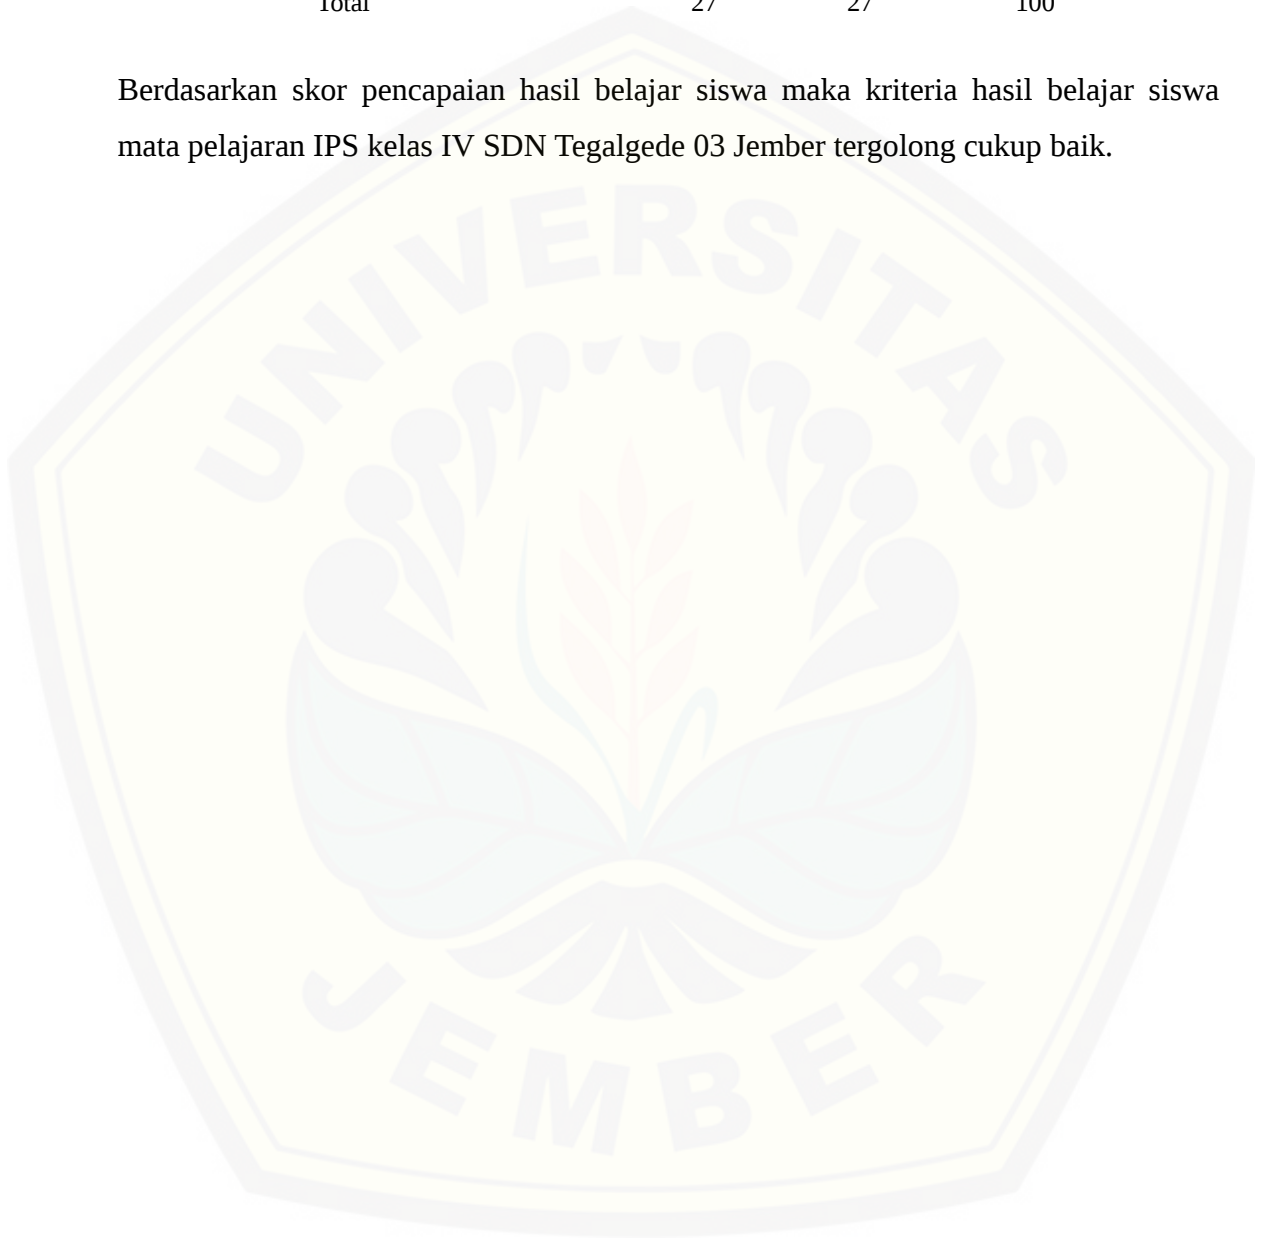 Total 27 27 100
Berdasarkan skor pencapaian hasil belajar siswa maka kriteria hasil belajar siswa
mata pelajaran IPS kelas IV SDN Tegalgede 03 Jember tergolong cukup baik.
UNIVERSITAS
JEMBER